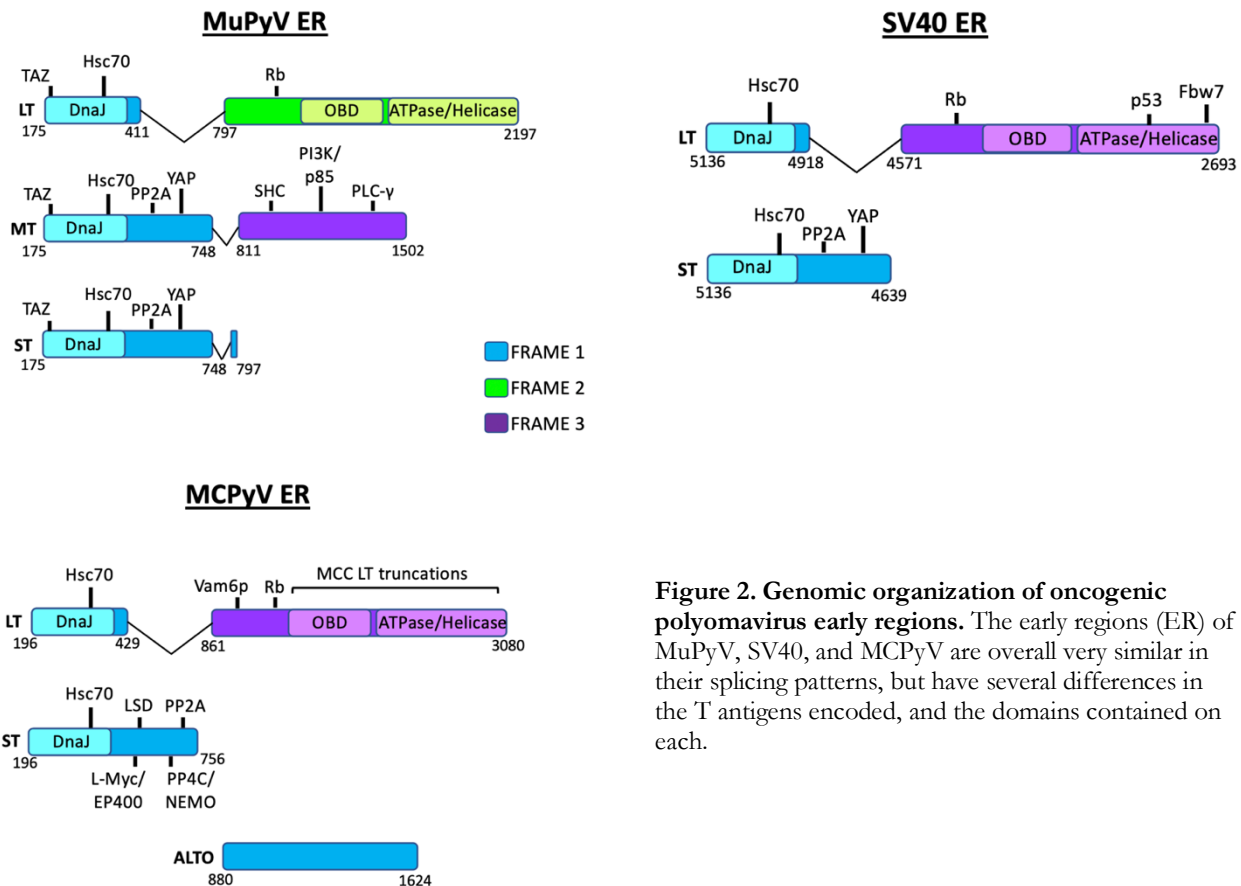 MuPyV ER
Hsc70
TAZ
Rb
LT
DnaJ
OBD
ATPase/Helicase
175
411
797
2197
PI3K/
p85
Hsc70
YAP
TAZ
PP2A
SHC
PLC-γ
MT
DnaJ
175
748
811
1502
Hsc70
YAP
TAZ
PP2A
ST
DnaJ
175
748
797
FRAME 1
FRAME 2
FRAME 3
SV40 ER
Hsc70
Rb
p53
Fbw7
LT
DnaJ
OBD
ATPase/Helicase
5136
4918
4571
2693
Hsc70
YAP
PP2A
ST
DnaJ
5136
4639
MCPyV ER
Hsc70
Vam6p
Rb
MCC LT truncations
LT
DnaJ
OBD
ATPase/Helicase
196
429
861
3080
Hsc70
LSD
PP2A
ST
DnaJ
196
756
L-Myc/
EP400
PP4C/
NEMO
ALTO
880
1624
Figure 2. Genomic organization of oncogenic
polyomavirus early regions. The early regions (ER) of
MuPyV, SV40, and MCPyV are overall very similar in
their splicing patterns, but have several differences in
the T antigens encoded, and the domains contained on
each.